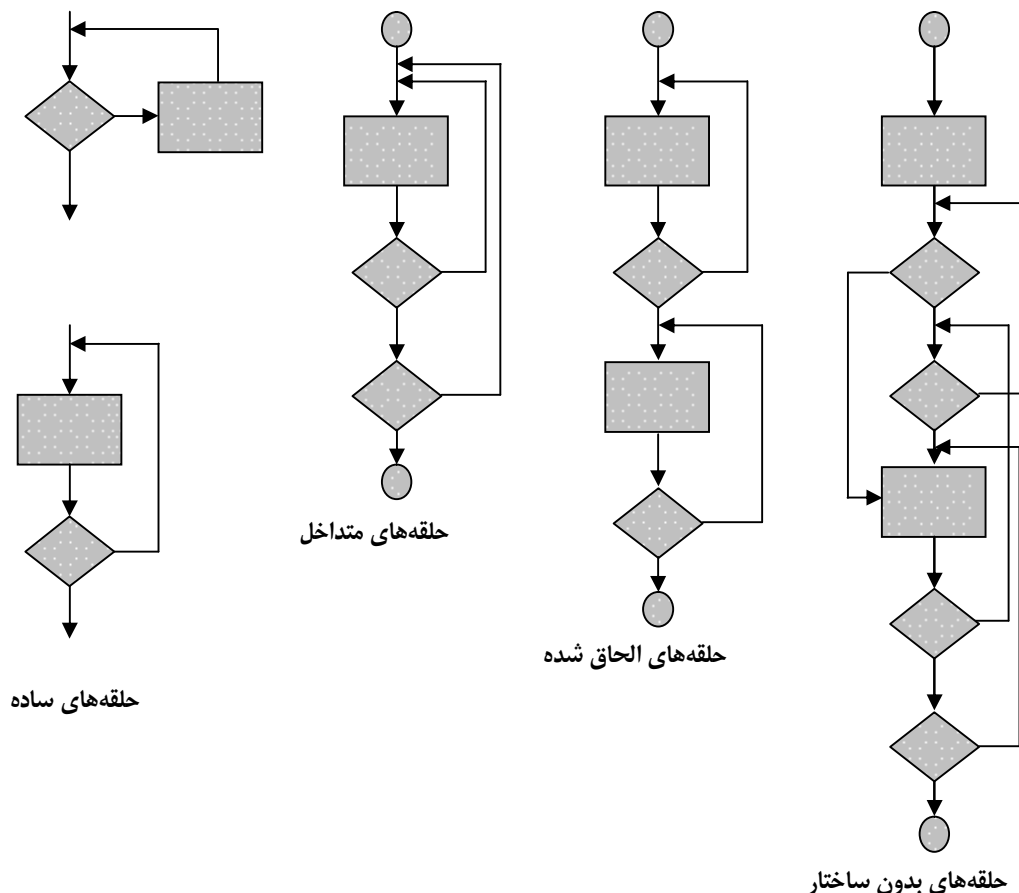 حلقه‌های متداخل
حلقه‌های الحاق شده
حلقه‌های ساده
حلقه‌های بدون ساختار